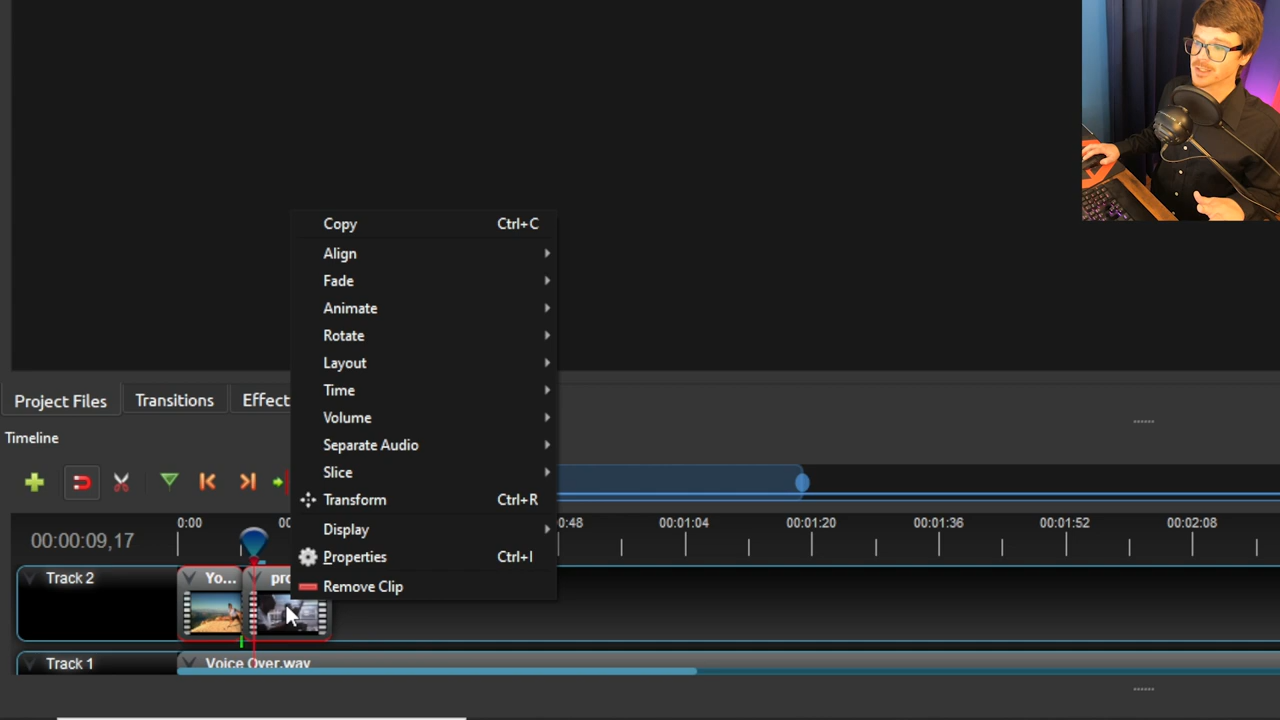 Copy Ctrl+C
Align
Fade
Animate
Rotate
Layout
Time
Volume
Separate Audio
Slice
Transform Ctrl+R
Display
Properties Ctrl+I
Remove Clip
Project Files Transitions Effect
Timeline
0:00 00 0:48 00:01:04 00:01:20 00:01:36 00:01:52 00:02:08
00:00:09,17
Track 2 Yo... pro
Track 1 Voice Over.wav